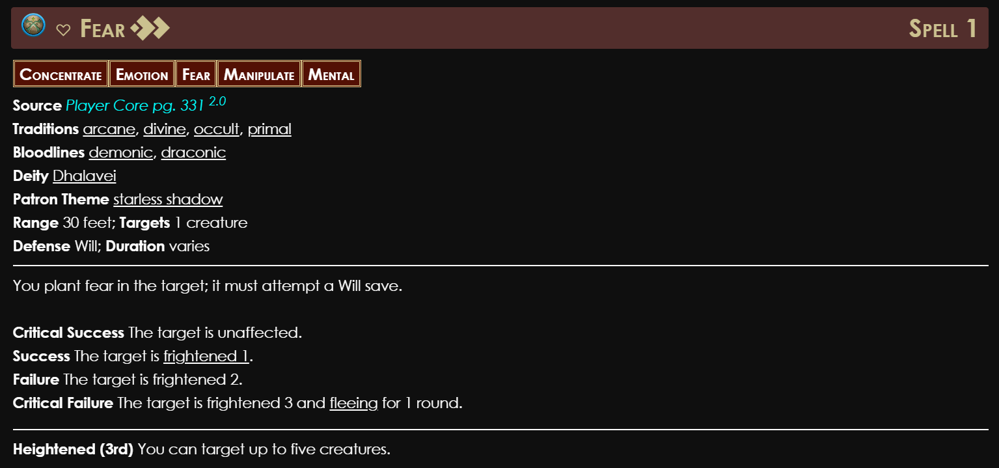 Fear Spell 1
Concentrate Emotion Fear Manipulate Mental
Source Player Core pg. 331 2.0
Traditions arcane, divine, occult, primal
Bloodlines demonic, draconic
Deity Dhalavei
Patron Theme starless shadow
Range 30 feet; Targets 1 creature
Defense Will; Duration varies
You plant fear in the target; it must attempt a Will save.
Critical Success The target is unaffected.
Success The target is frightened 1.
Failure The target is frightened 2.
Critical Failure The target is frightened 3 and fleeing for 1 round.
Heightened (3rd) You can target up to five creatures.